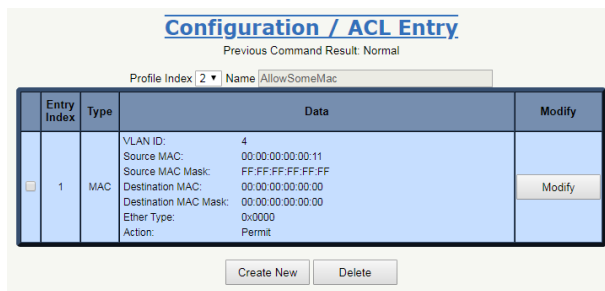 Configuration / ACL Entry
Previous Command Result: Normal
Profile Index 2 Name AllowSomeMac
Entry Index Type Data Modify
1 MAC
VLAN ID: 4
Source MAC: 00:00:00:00:00:11
Source MAC Mask: FF:FF:FF:FF:FF:FF
Destination MAC: 00:00:00:00:00:00
Destination MAC Mask: 00:00:00:00:00:00
Ether Type: 0x0000
Action: Permit
Modify
Create New Delete